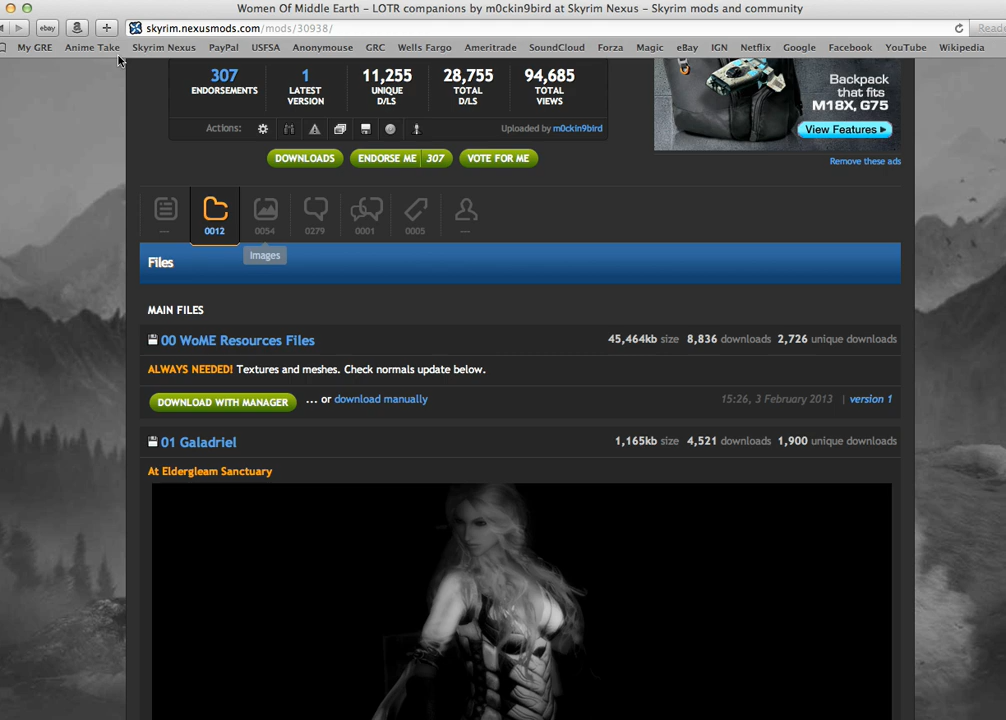 Women Of Middle Earth – LOTR companions by m0ckin9bird at Skyrim Nexus – Skyrim mods and community
ebay
skyrim.nexusmods.com/mods/30938/
Reade
My GRE Anime Take Skyrim Nexus PayPal USFSA Anonymouse GRC Wells Fargo Ameritrade SoundCloud Forza Magic eBay IGN Netflix Google Facebook YouTube Wikipedia
307 1 11,255 28,755 94,685
ENDORSEMENTS LATEST UNIQUE TOTAL TOTAL
VERSION D/LS D/LS VIEWS
Backpack
that fits
M18X, G75
View Features
Actions: Uploaded by m0ckin9bird
DOWNLOADS ENDORSE ME 307 VOTE FOR ME
Remove these ads
0012 0054 0279 0001 0005
Images
Files
MAIN FILES
00 WoME Resources Files 45,464kb size 8,836 downloads 2,726 unique downloads
ALWAYS NEEDED! Textures and meshes. Check normals update below.
DOWNLOAD WITH MANAGER ... or download manually 15:26, 3 February 2013 | version 1
01 Galadriel 1,165kb size 4,521 downloads 1,900 unique downloads
At Eldergleam Sanctuary